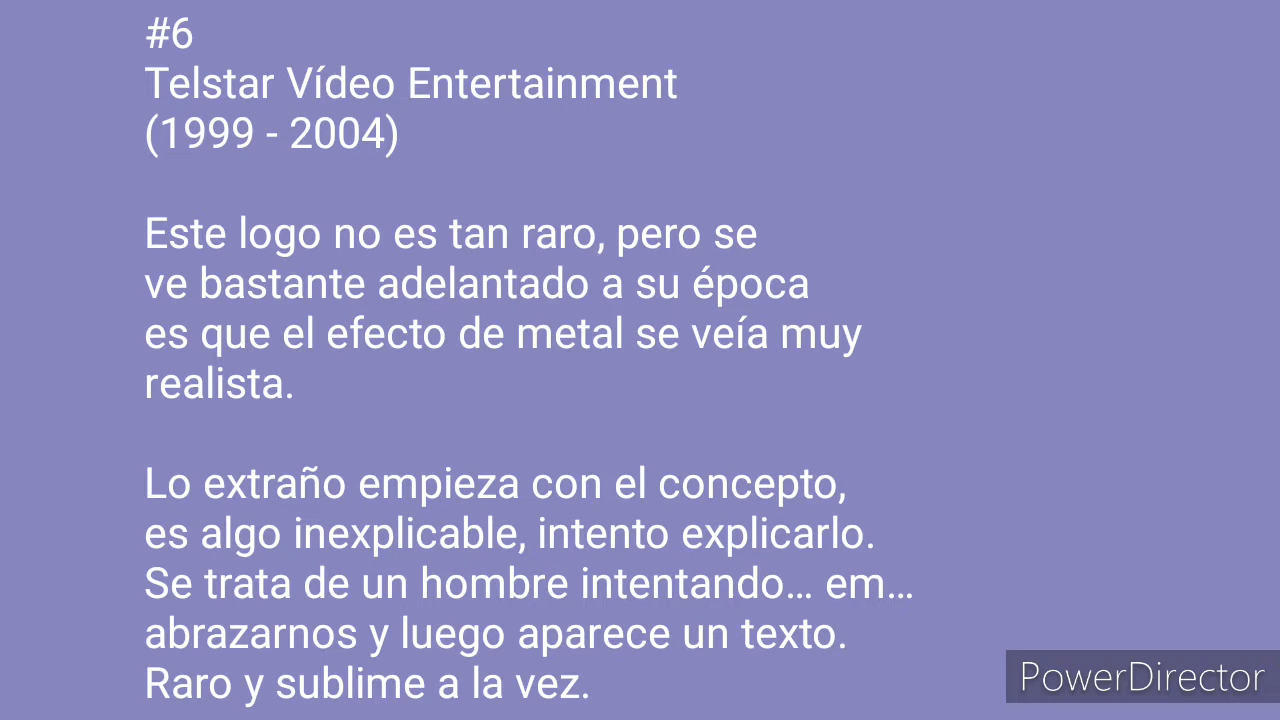 #6
Telstar Vídeo Entertainment
(1999 - 2004)
Este logo no es tan raro, pero se
ve bastante adelantado a su época
es que el efecto de metal se veía muy
realista.
Lo extraño empieza con el concepto,
es algo inexplicable, intento explicarlo.
Se trata de un hombre intentando... em...
abrazarnos y luego aparece un texto.
Raro y sublime a la vez.
PowerDirector